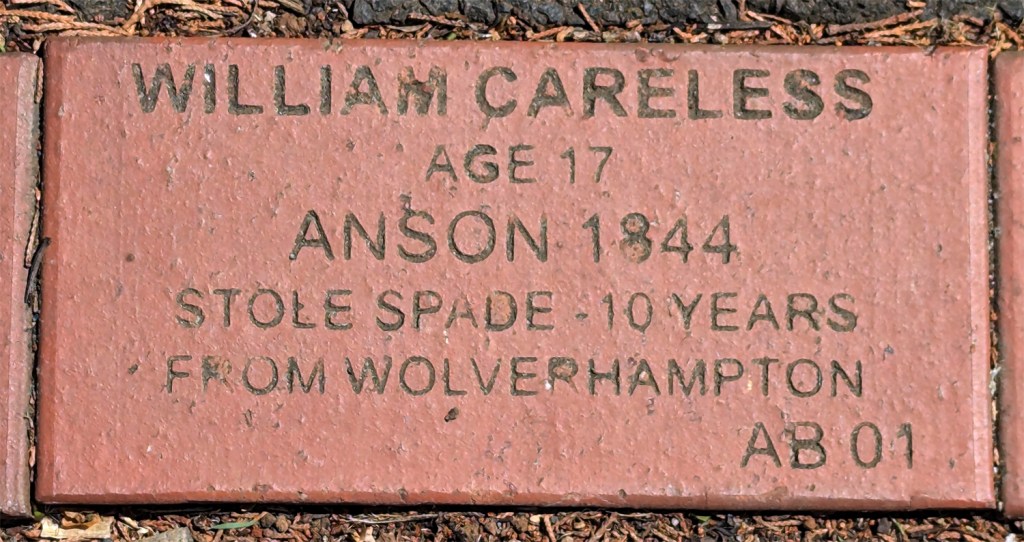 WILLIAM CARELESS
AGE 17
ANSON 1844
STOLE SPADE - 10 YEARS
FROM WOLVERHAMPTON
AB 01